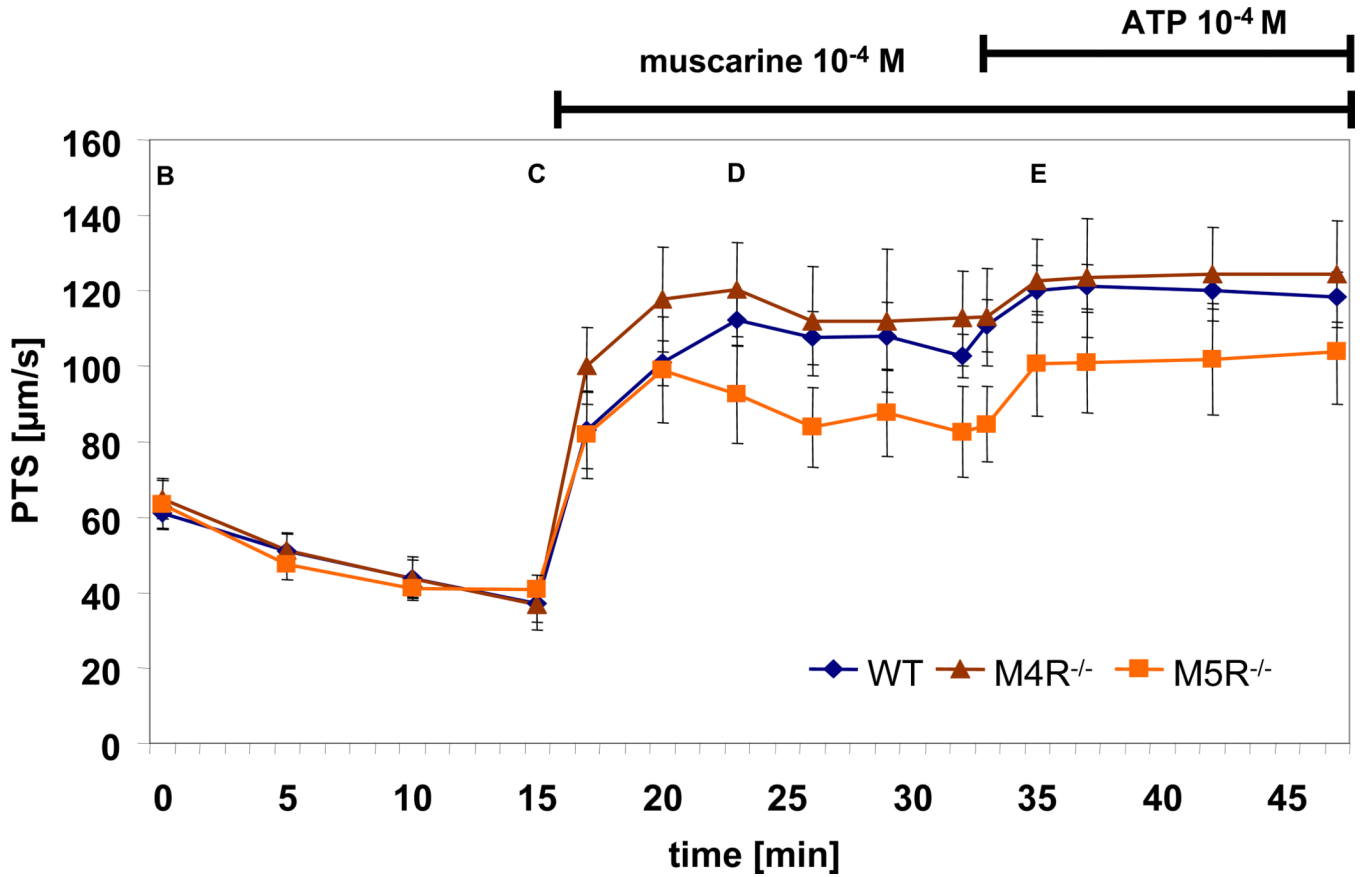 ATP 10⁻⁴ M
muscarine 10⁻⁴ M
160
140
120
100
80
60
40
20
0
B
C
D
E
PTS [µm/s]
WT
M4R⁻/⁻
M5R⁻/⁻
0 5 10 15 20 25 30 35 40 45
time [min]